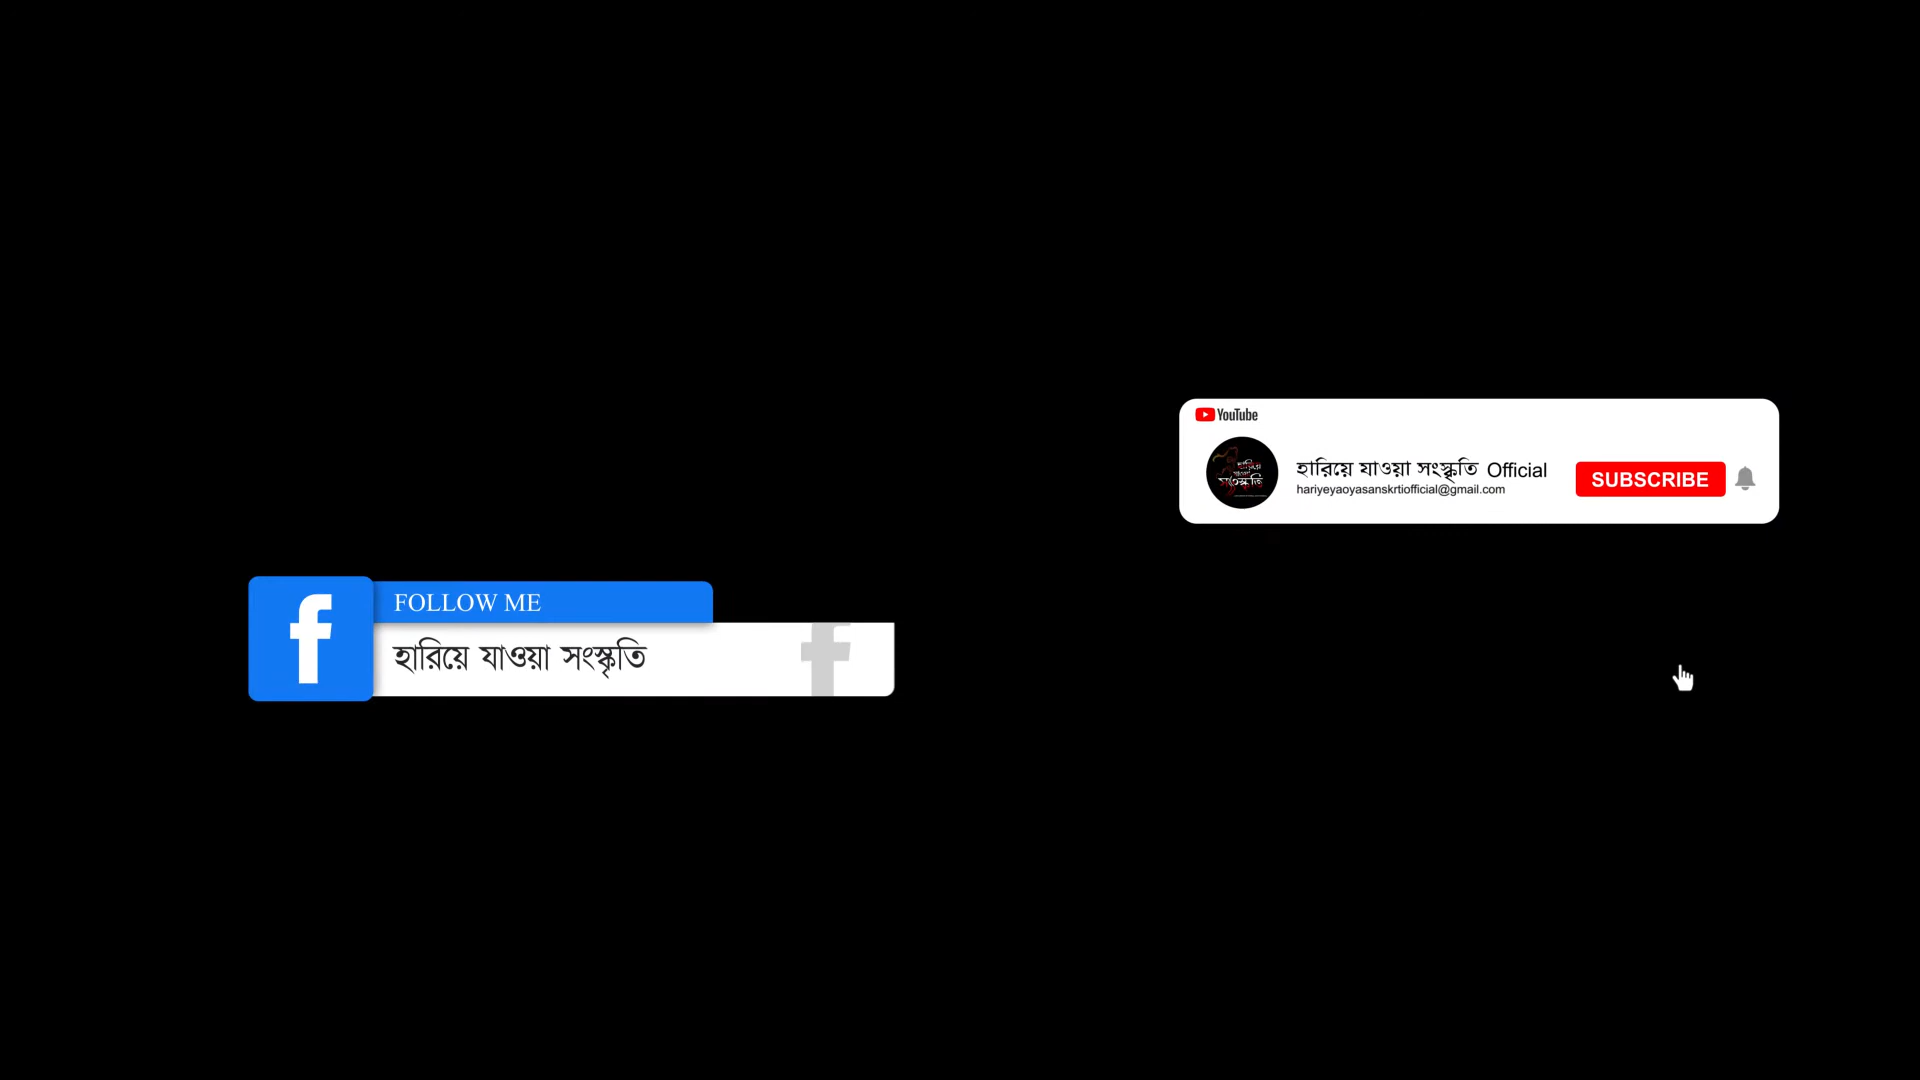 YouTube
হারিয়ে যাওয়া সংস্কৃতি Official
hariyeyaoyasanskrtiofficial@gmail.com
SUBSCRIBE
FOLLOW ME
হারিয়ে যাওয়া সংস্কৃতি